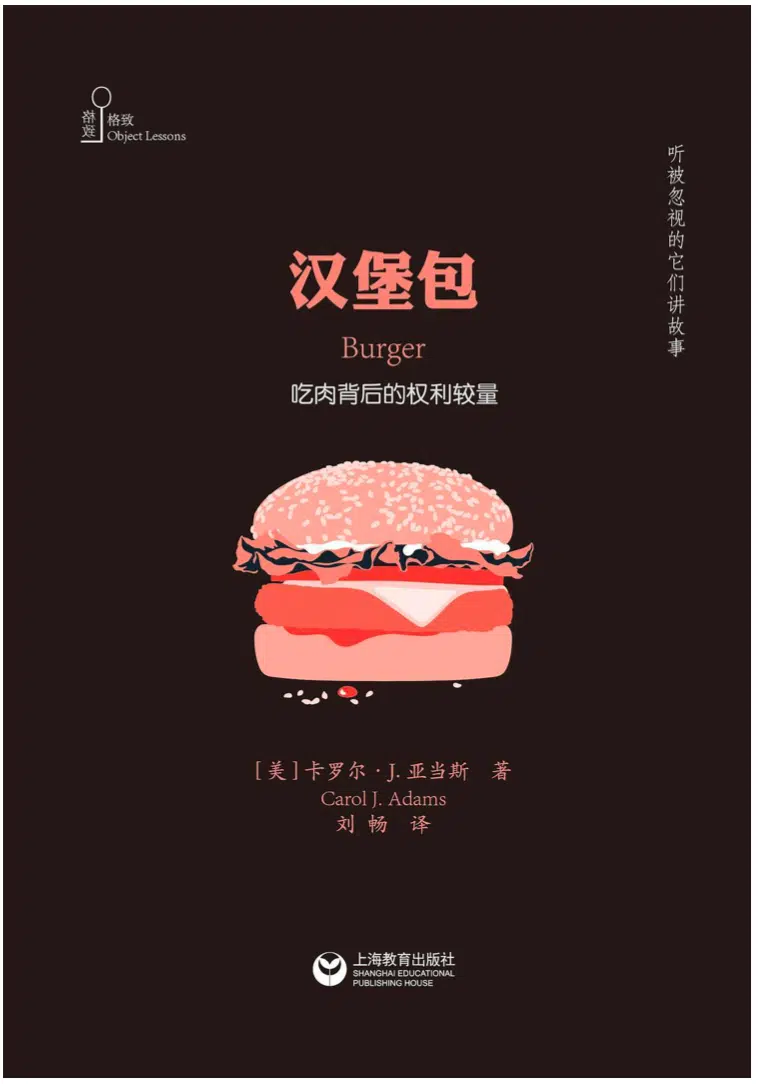 格致
格致
Object Lessons
听被忽视的它们讲故事
汉堡包
Burger
吃肉背后的权利较量
[美]卡罗尔·J.亚当斯 著
Carol J. Adams
刘畅 译
上海教育出版社
SHANGHAI EDUCATIONAL
PUBLISHING HOUSE